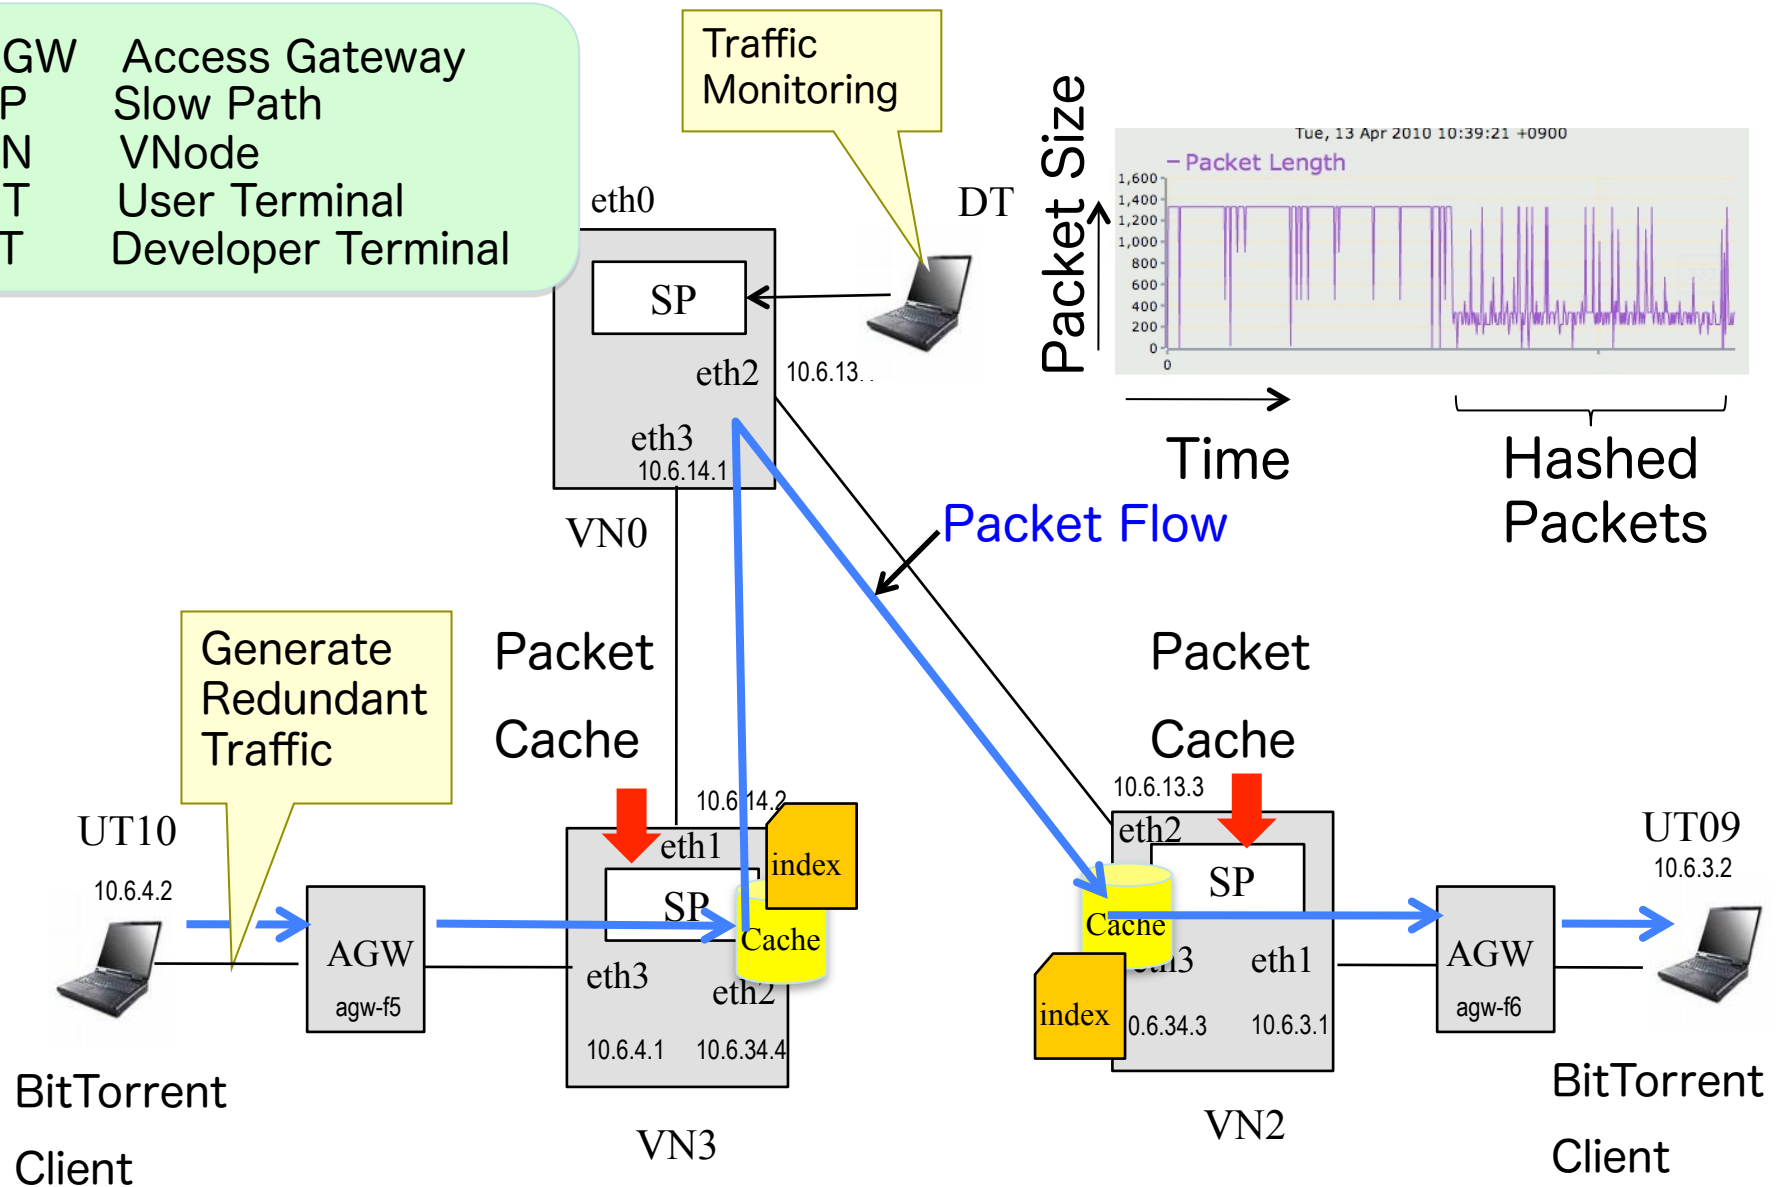 GW Access Gateway
P Slow Path
N VNode
T User Terminal
T Developer Terminal
Traffic
Monitoring
eth0
DT
SP
eth2
10.6.13.
eth3
10.6.14.1
VN0
Packet Size
Tue, 13 Apr 2010 10:39:21 +0900
Packet Length
1,600
1,400
1,200
1,000
800
600
400
200
0
0
Time
Hashed
Packets
Packet Flow
Generate
Redundant
Traffic
Packet
Cache
Packet
Cache
UT10
10.6.4.2
AGW
agw-f5
BitTorrent
Client
10.6.14.2
eth1
index
SP
Cache
eth3
eth2
10.6.4.1
10.6.34.4
VN3
10.6.13.3
eth2
SP
Cache
index
eth1
0.6.34.3
10.6.3.1
VN2
AGW
agw-f6
UT09
10.6.3.2
BitTorrent
Client